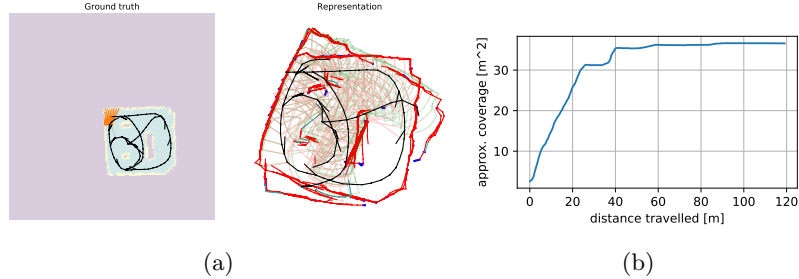 Ground truth
Representation
approx. coverage [m^2]
30
20
10
0
20
40
60
80
100
120
distance travelled [m]
(a)
(b)